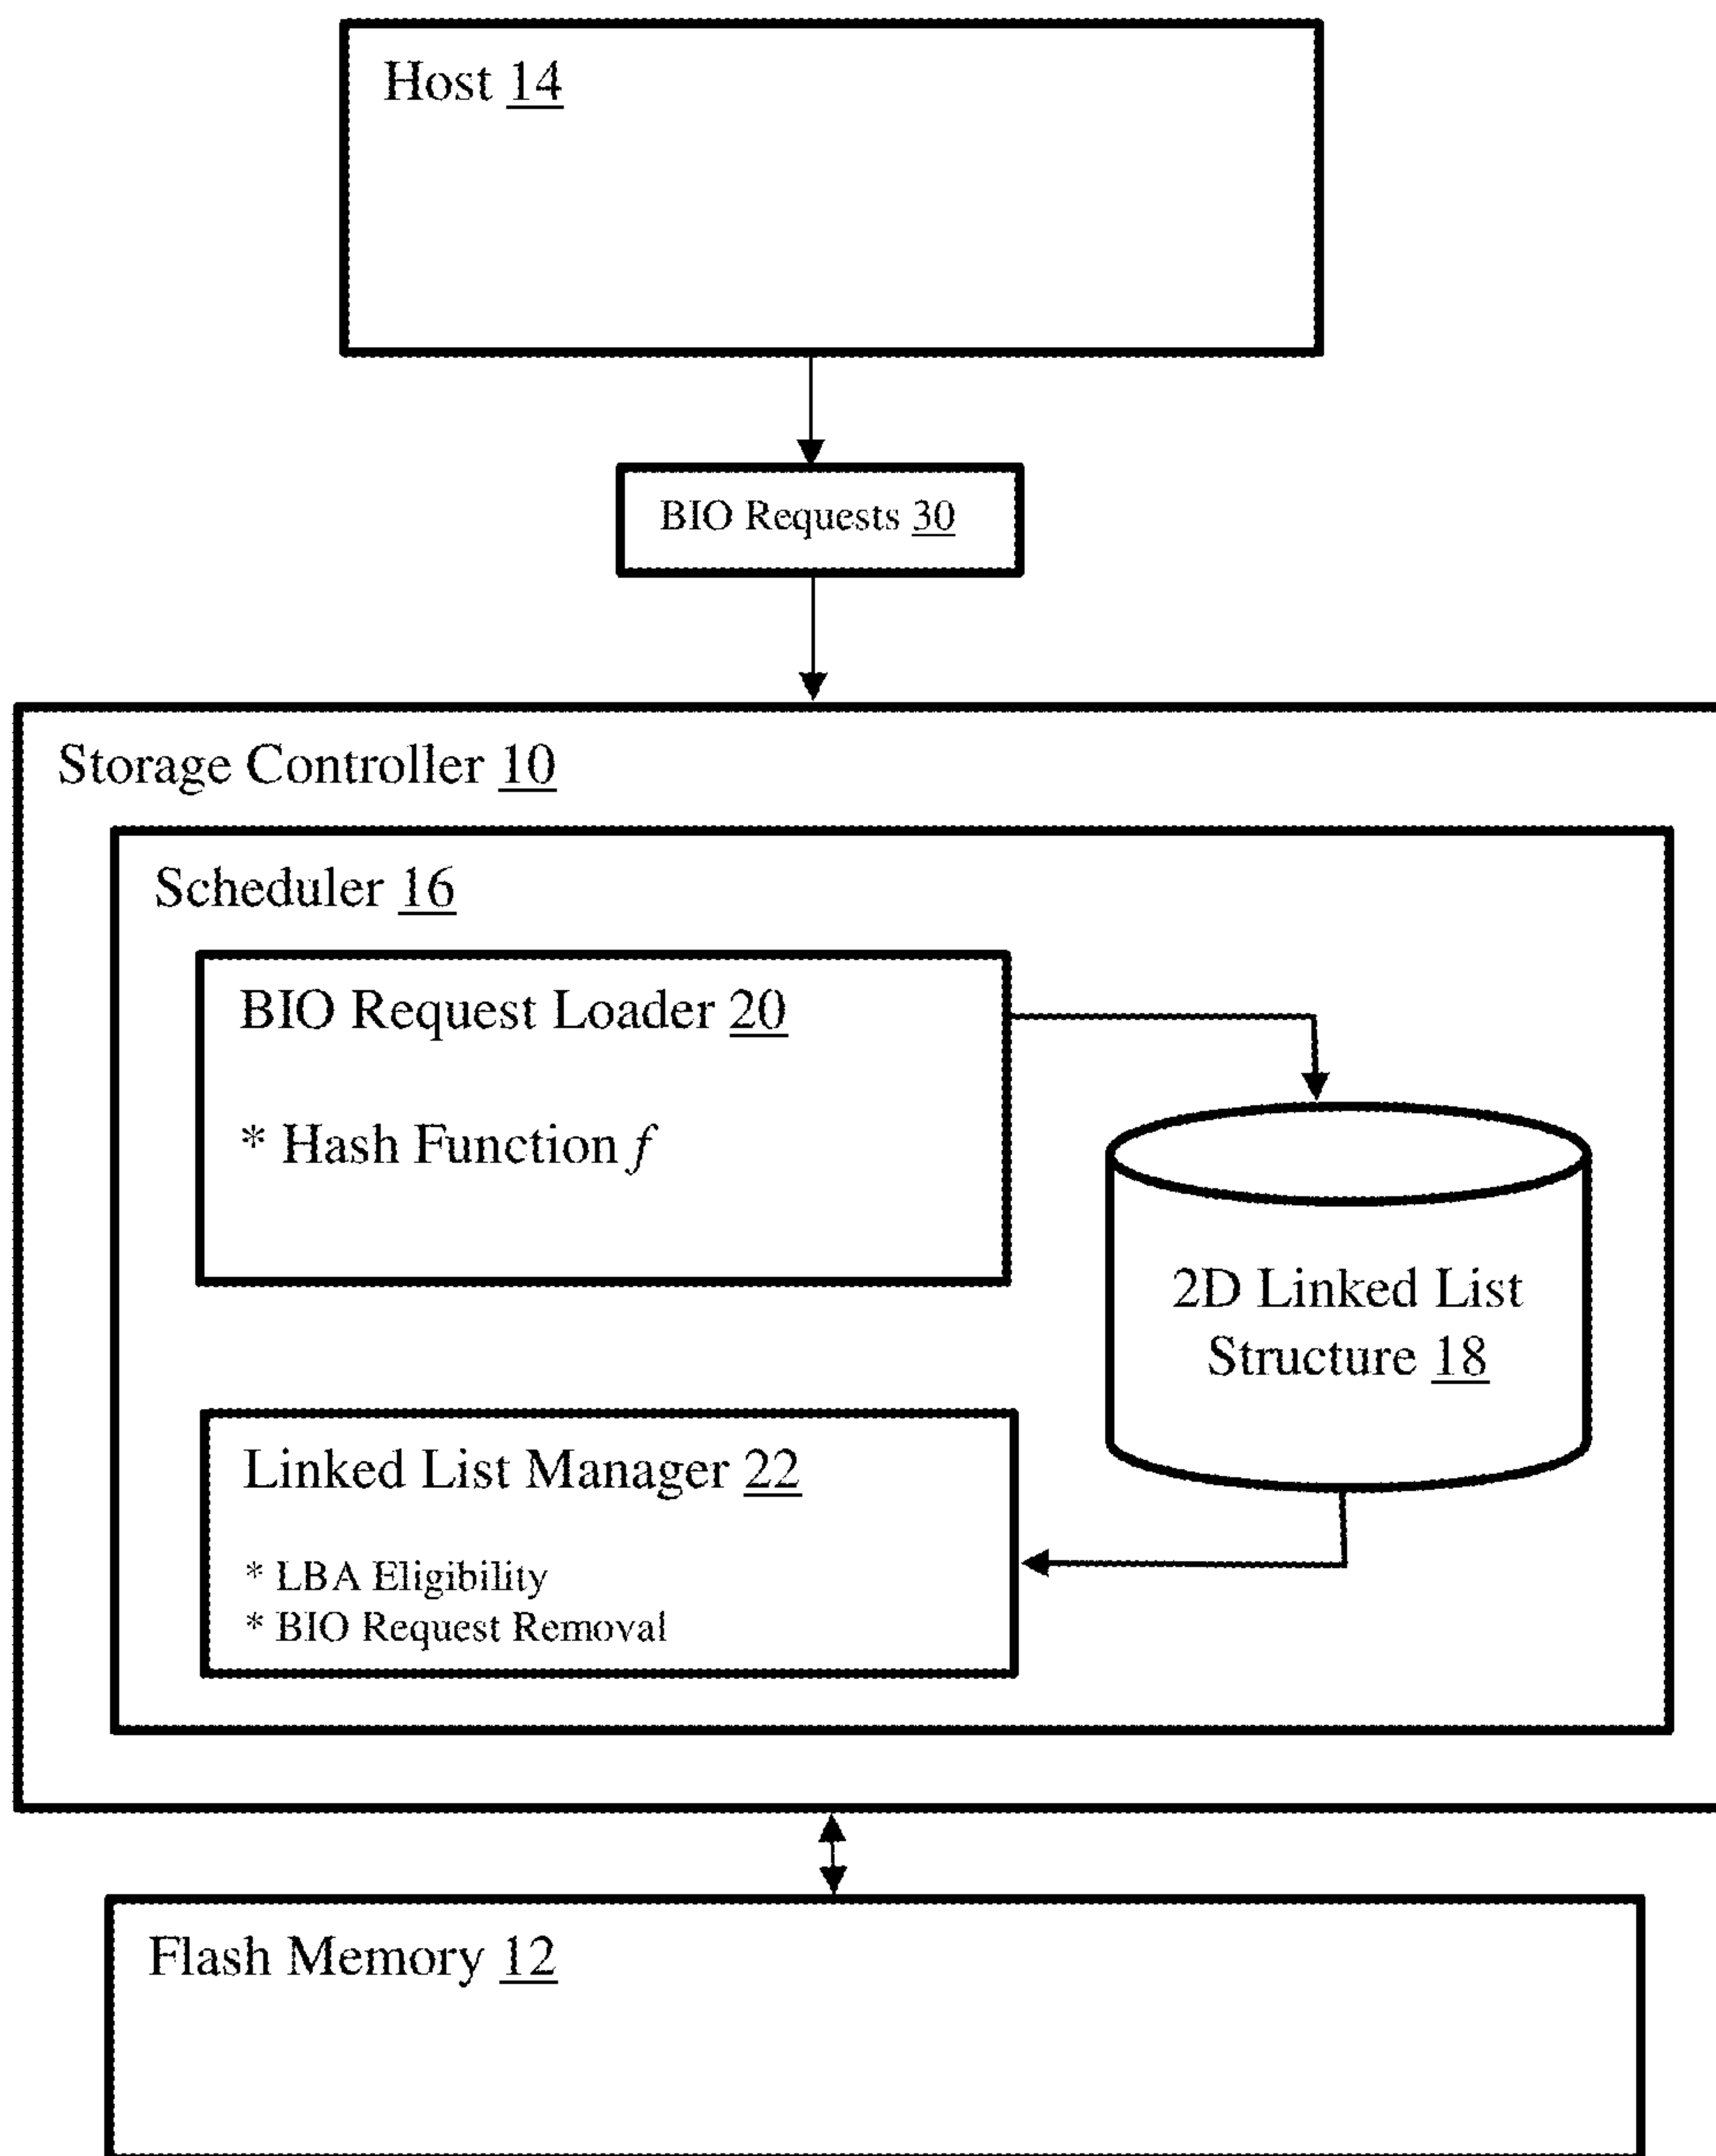 Host 14
BIO Requests 30
Storage Controller 10
Scheduler 16
BIO Request Loader 20
* Hash Function f
2D Linked List
Structure 18
Linked List Manager 22
* LBA Eligibility
* BIO Request Removal
Flash Memory 12